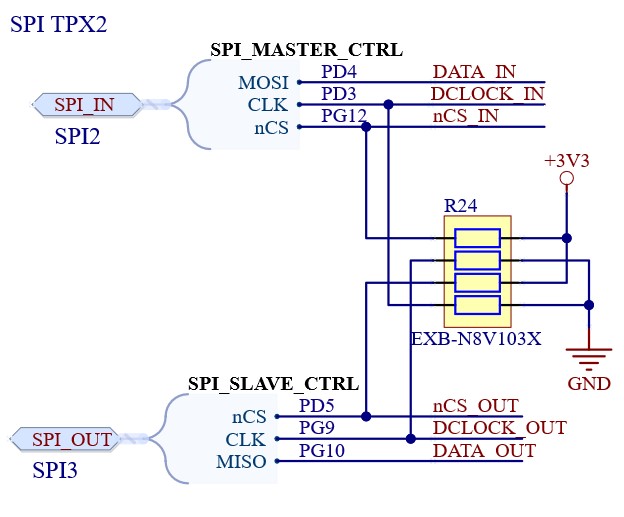 SPI TPX2
SPI_MASTER_CTRL
SPI_IN
SPI2
MOSI PD4 DATA_IN
CLK PD3 DCLOCK_IN
nCS PG12 nCS_IN
+3V3
R24
EXB-N8V103X
GND
SPI_SLAVE_CTRL
SPI_OUT
SPI3
nCS PD5 nCS_OUT
CLK PG9 DCLOCK_OUT
MISO PG10 DATA_OUT